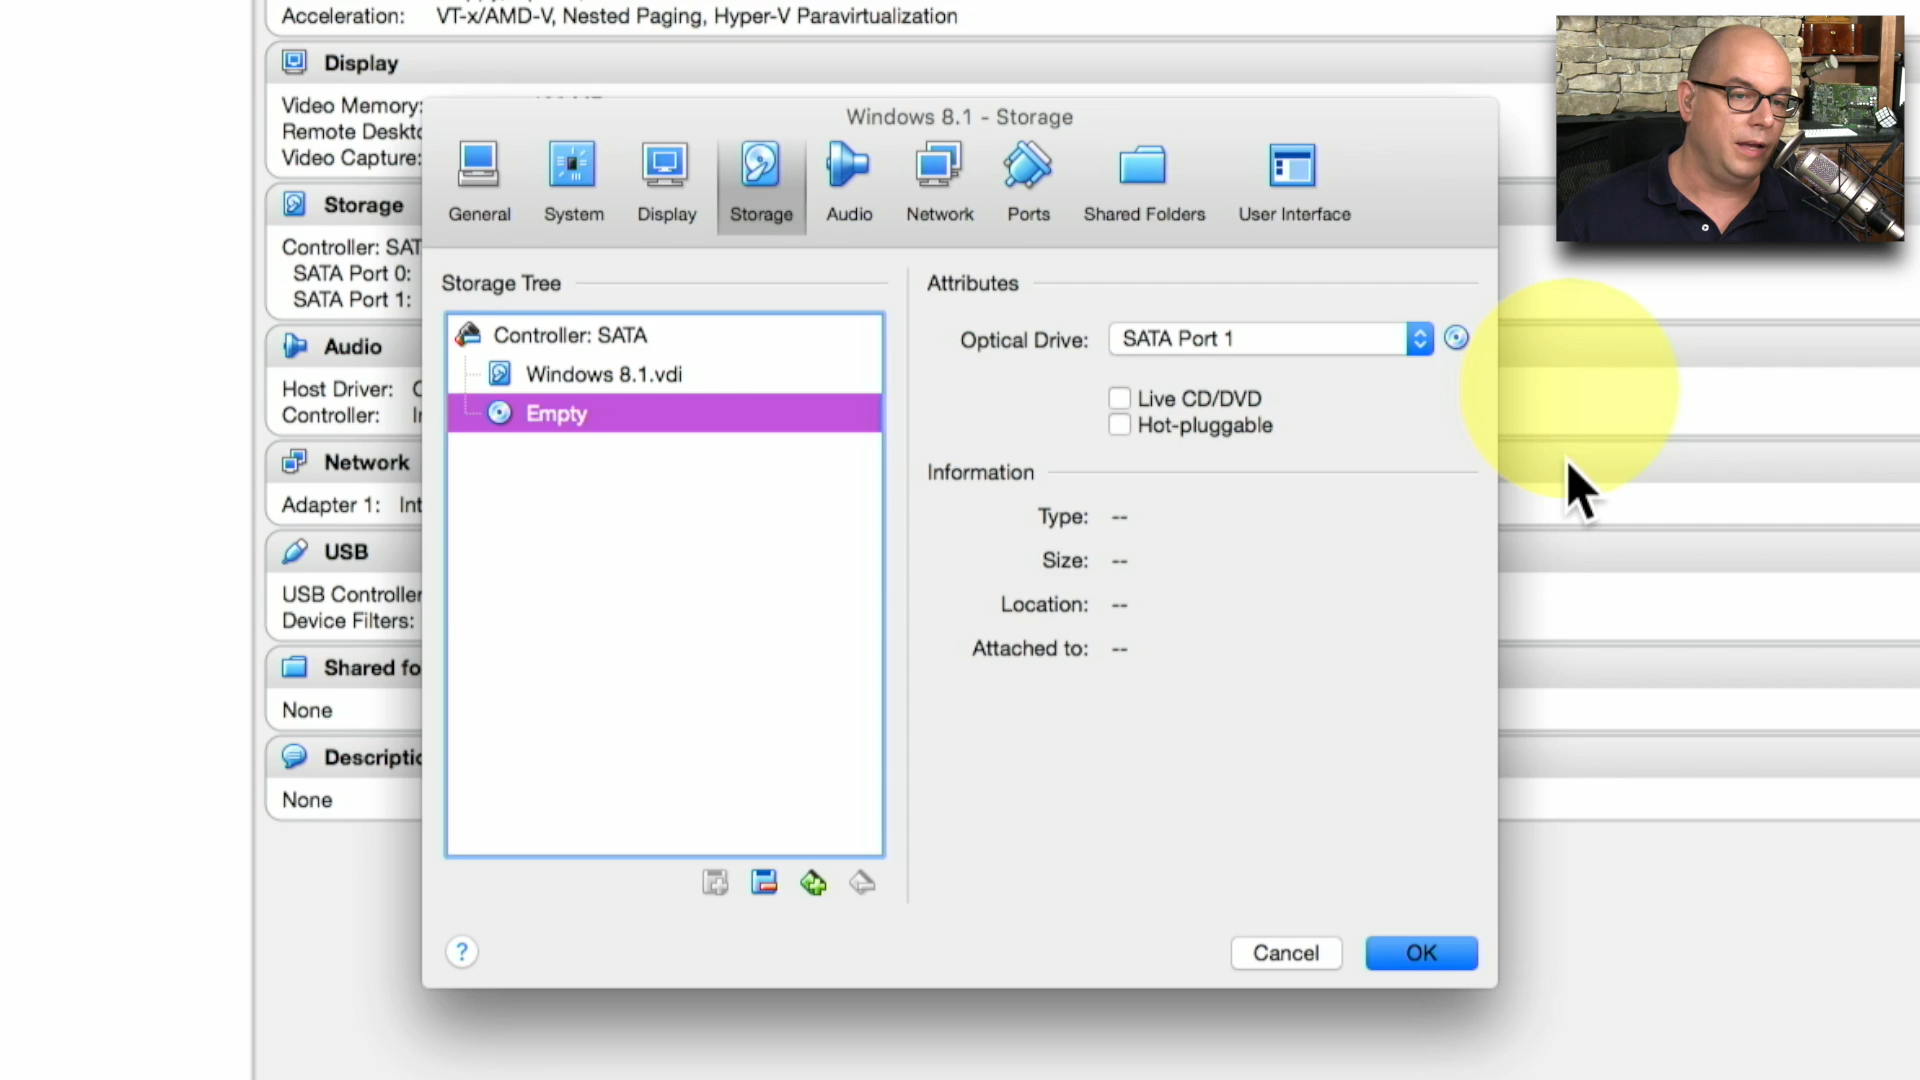 Acceleration: VT-x/AMD-V, Nested Paging, Hyper-V Paravirtualization
Display
Video Memory:
Remote Deskt
Video Capture:
Storage
Controller: SAT
SATA Port 0:
SATA Port 1:
Audio
Host Driver:
Controller:
Network
Adapter 1: Int
USB
USB Controller
Device Filters:
Shared fo
None
Descriptio
None
Windows 8.1 - Storage
General System Display Storage Audio Network Ports Shared Folders User Interface
Storage Tree
Controller: SATA
Windows 8.1.vdi
Empty
Attributes
Optical Drive: SATA Port 1
Live CD/DVD
Hot-pluggable
Information
Type: --
Size: --
Location: --
Attached to: --
?
Cancel
OK